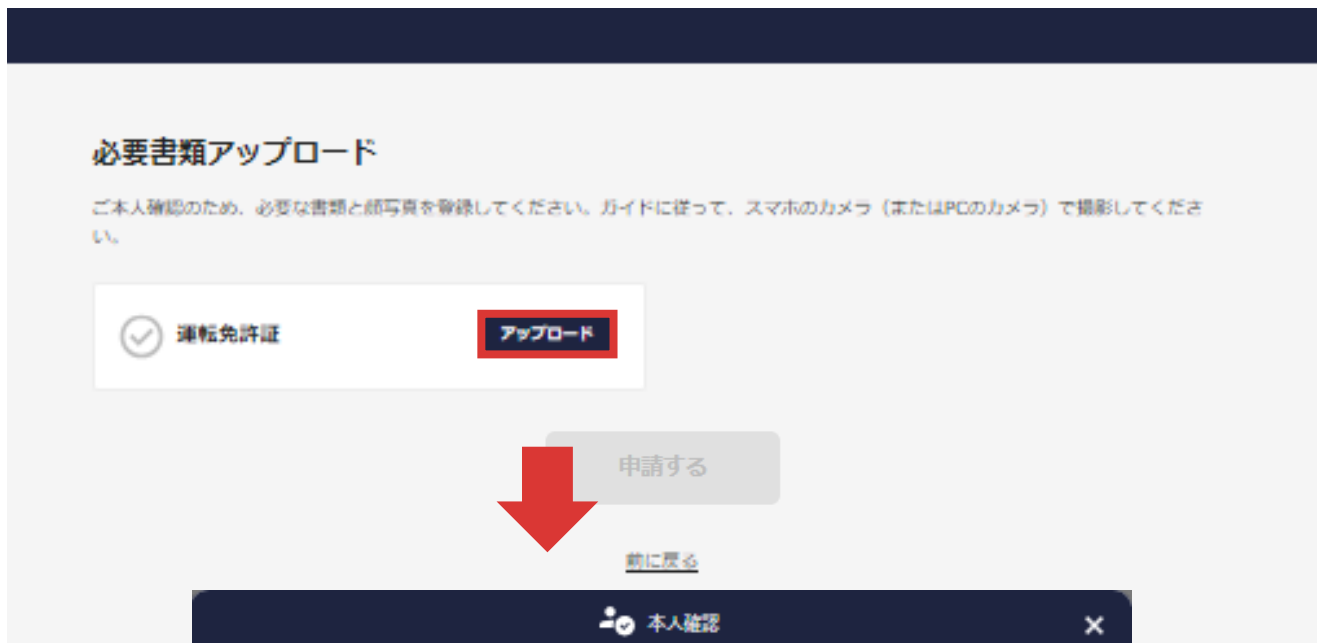 必要書類アップロード
ご本人確認のため、必要な書類と顔写真を登録してください。ガイドに従って、スマホのカメラ（またはPCのカメラ）で撮影してくださ
い。
運転免許証 アップロード
申請する
前に戻る
本人確認